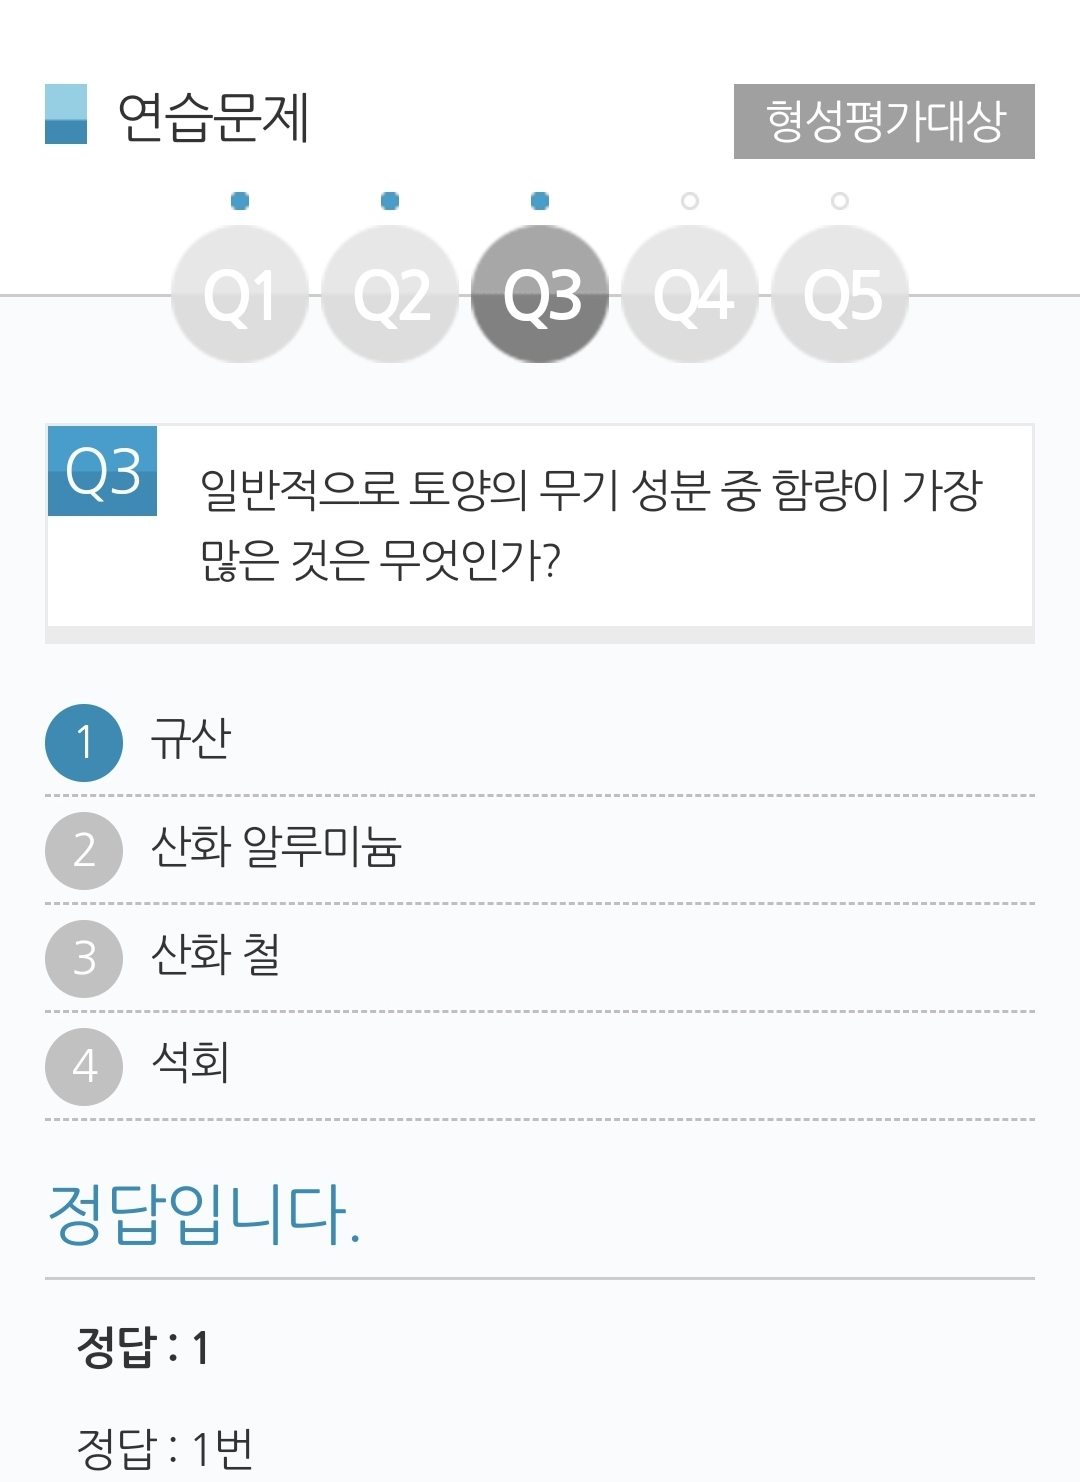 연습문제
형성평가대상
Q1 Q2 Q3 Q4 Q5
Q3
일반적으로 토양의 무기 성분 중 함량이 가장
많은 것은 무엇인가?
1 규산
2 산화 알루미늄
3 산화 철
4 석회
정답입니다.
정답 : 1
정답 : 1번